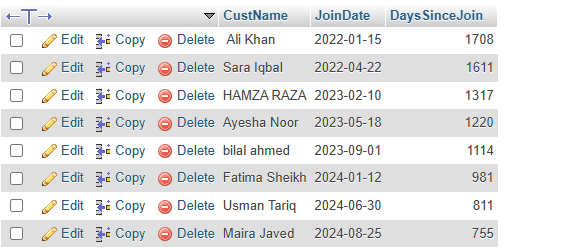 CustName JoinDate DaysSinceJoin
Edit Copy Delete Ali Khan 2022-01-15 1708
Edit Copy Delete Sara Iqbal 2022-04-22 1611
Edit Copy Delete HAMZA RAZA 2023-02-10 1317
Edit Copy Delete Ayesha Noor 2023-05-18 1220
Edit Copy Delete bilal ahmed 2023-09-01 1114
Edit Copy Delete Fatima Sheikh 2024-01-12 981
Edit Copy Delete Usman Tariq 2024-06-30 811
Edit Copy Delete Maira Javed 2024-08-25 755